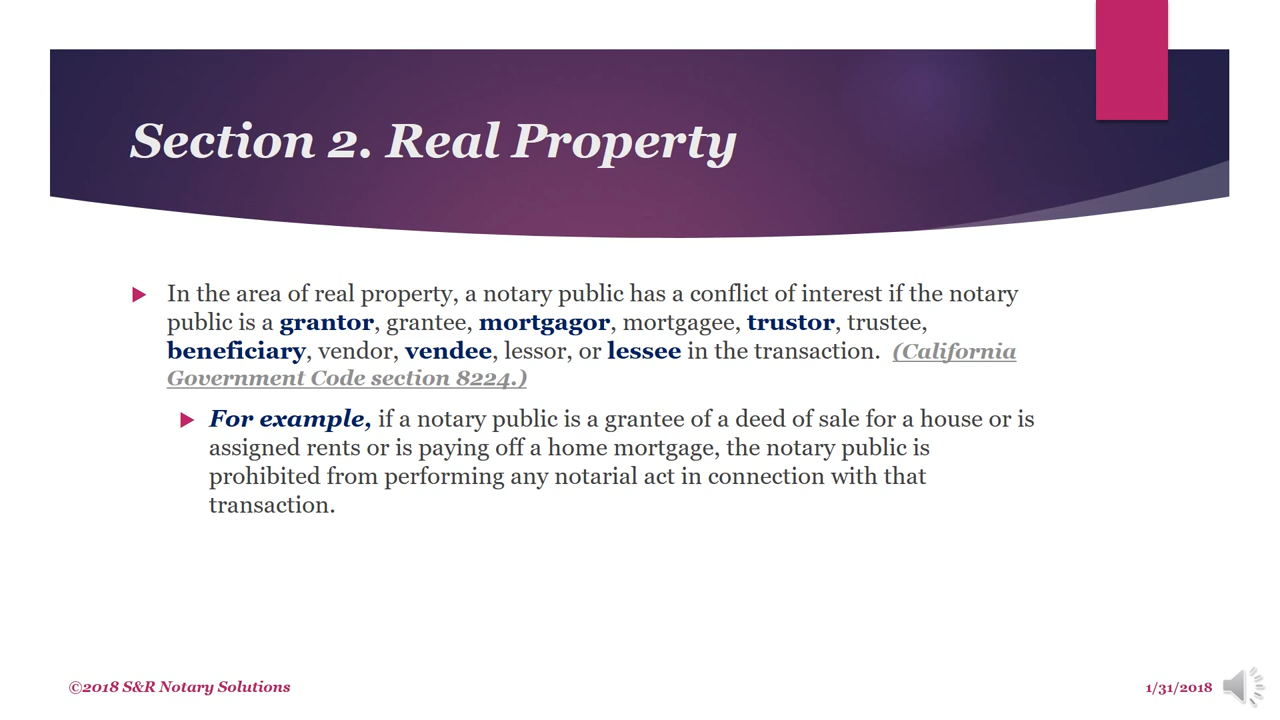 Section 2. Real Property
In the area of real property, a notary public has a conflict of interest if the notary
public is a grantor, grantee, mortgagor, mortgagee, trustor, trustee,
beneficiary, vendor, vendee, lessor, or lessee in the transaction. (California
Government Code section 8224.)
For example, if a notary public is a grantee of a deed of sale for a house or is
assigned rents or is paying off a home mortgage, the notary public is
prohibited from performing any notarial act in connection with that
transaction.
©2018 S&R Notary Solutions
1/31/2018